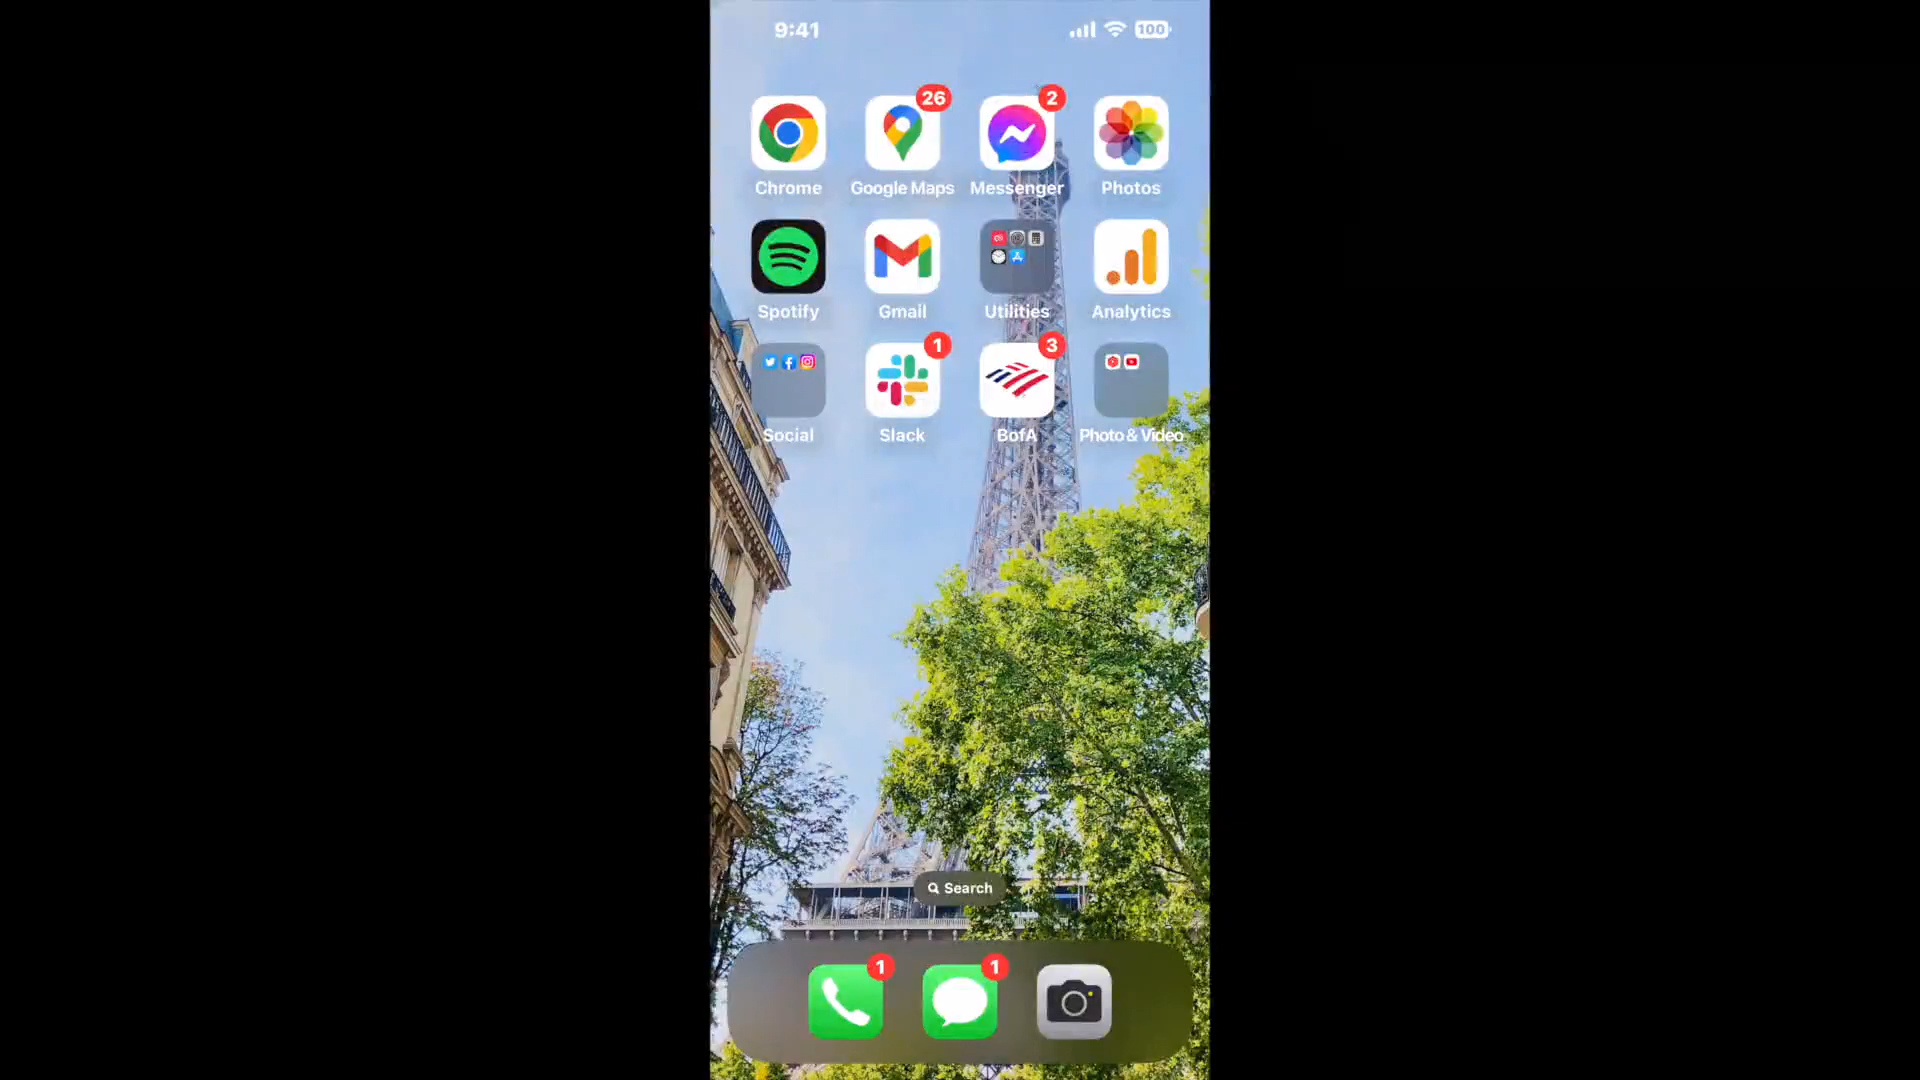 9:41
100
26
2
Chrome
Google Maps
Messenger
Photos
Spotify
Gmail
Utilities
Analytics
1
3
Social
Slack
BofA
Photo & Video
Search
1
1